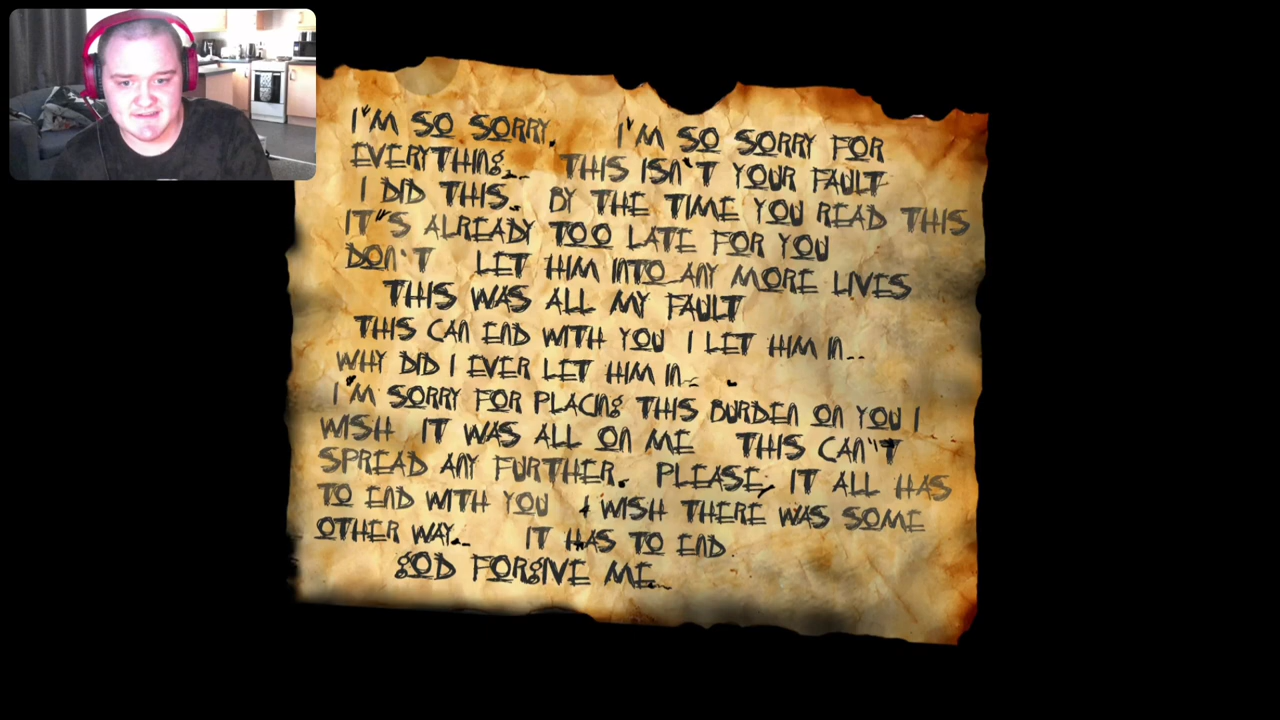 I'M SO SORRY. I'M SO SORRY FOR
EVERYTHING... THIS ISN'T YOUR FAULT
I DID THIS. BY THE TIME YOU READ THIS
IT'S ALREADY TOO LATE FOR YOU
DON'T LET HIM INTO ANY MORE LIVES
THIS WAS ALL MY FAULT
THIS CAN END WITH YOU I LET HIM IN...
WHY DID I EVER LET HIM IN...
I'M SORRY FOR PLACING THIS BURDEN ON YOU I
WISH IT WAS ALL ON ME THIS CAN'T
SPREAD ANY FURTHER. PLEASE, IT ALL HAS
TO END WITH YOU I WISH THERE WAS SOME
OTHER WAY... IT HAS TO END.
GOD FORGIVE ME...